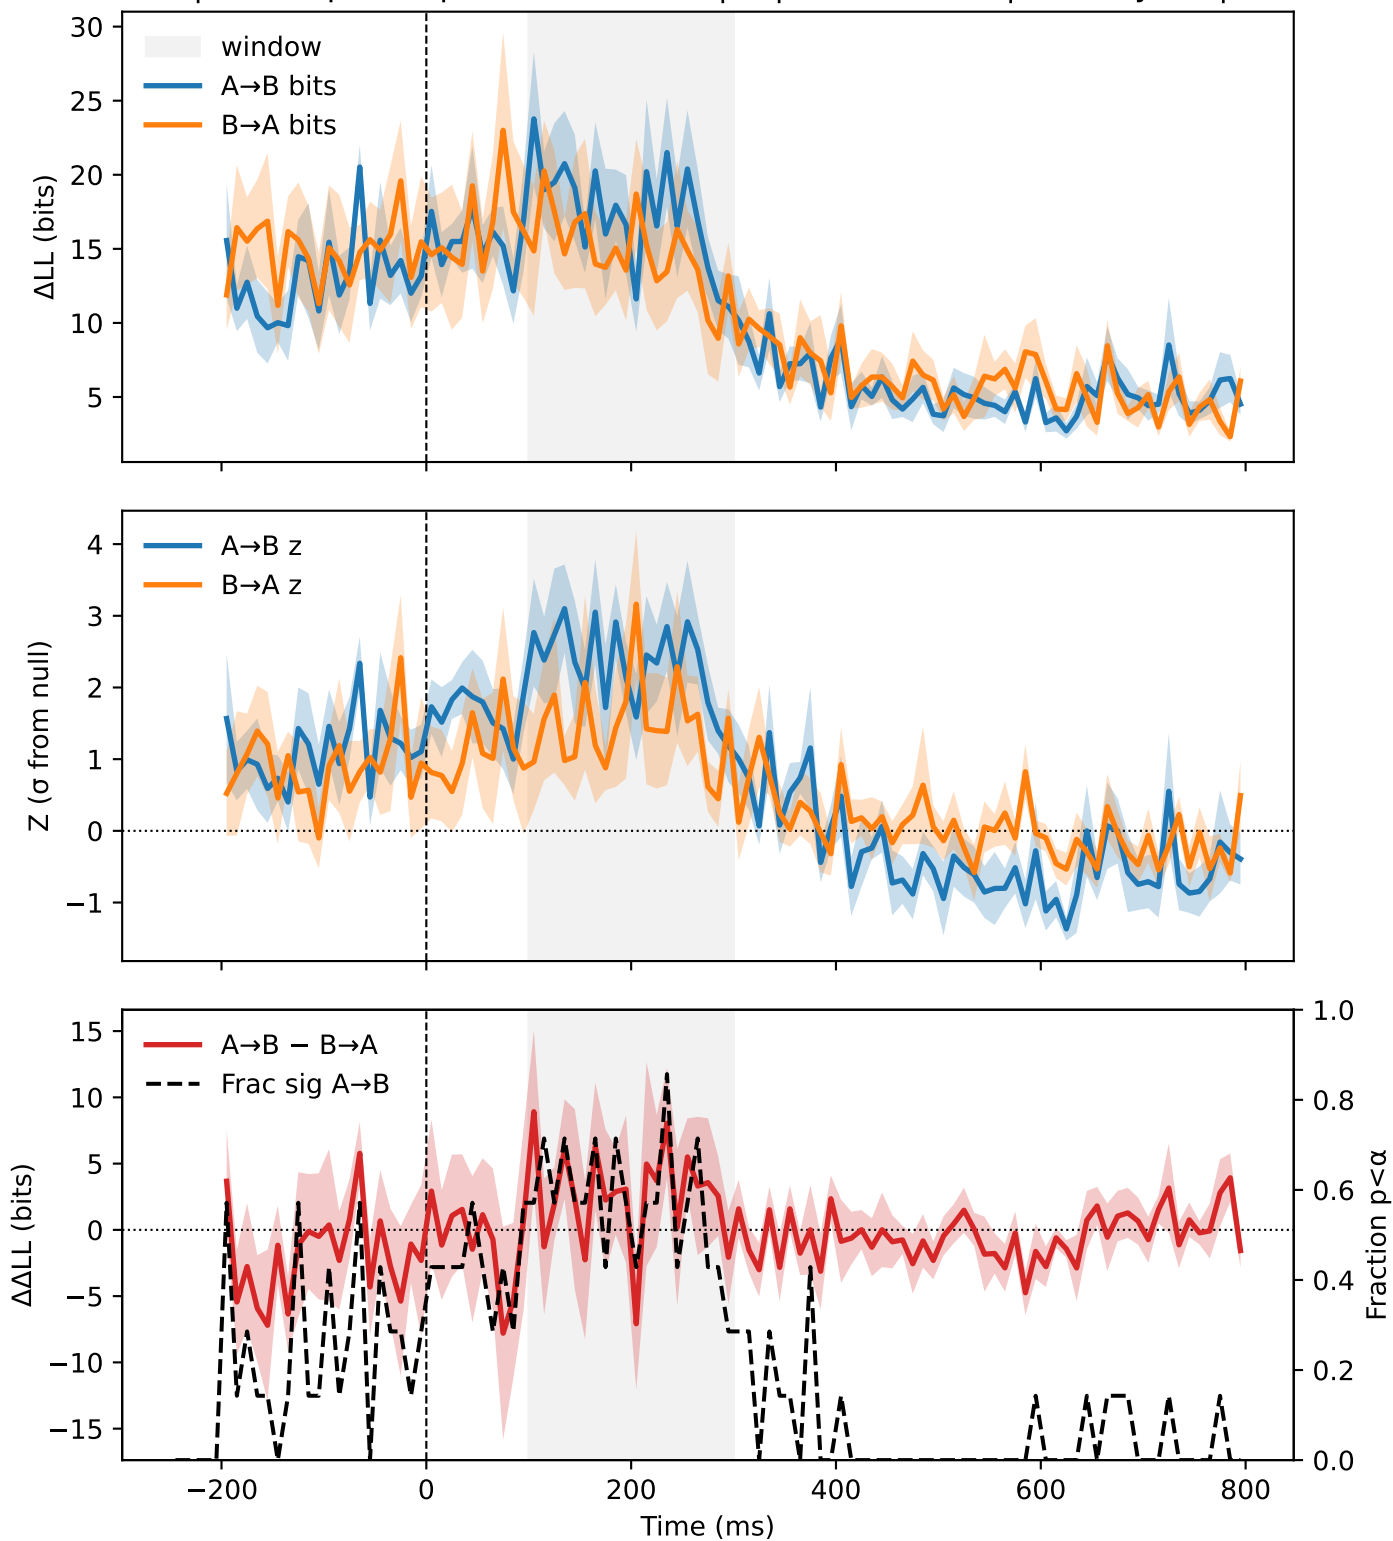 30
25
20
15
10
5
ΔLL (bits)
window
A→B bits
B→A bits
4
3
2
1
0
−1
Z (σ from null)
A→B z
B→A z
15
10
5
0
−5
−10
−15
ΔΔLL (bits)
A→B − B→A
Frac sig A→B
1.0
0.8
0.6
0.4
0.2
0.0
Fraction p<α
−200 0 200 400 600 800
Time (ms)